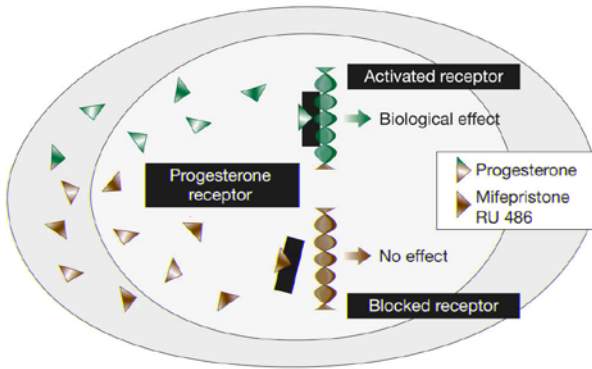 Activated receptor
Biological effect
Progesterone
receptor
Progesterone
Mifepristone
RU 486
No effect
Blocked receptor